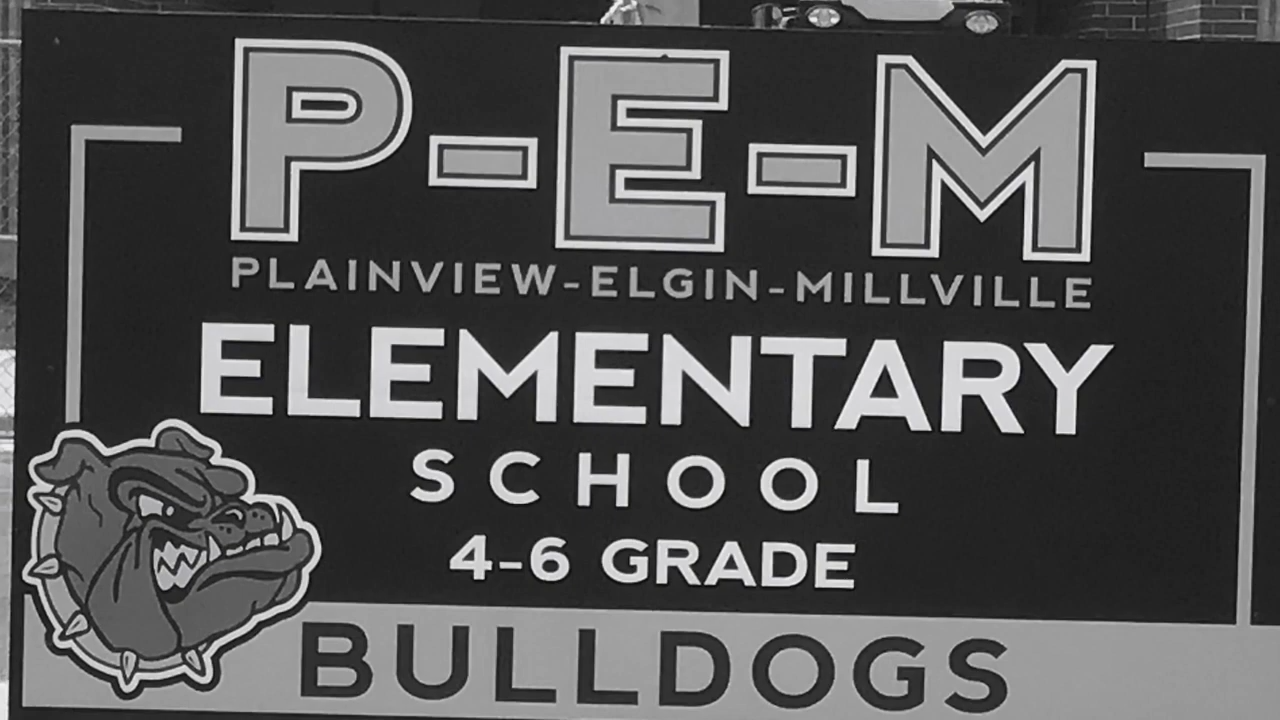 P-E-M
PLAINVIEW-ELGIN-MILLVILLE
ELEMENTARY
SCHOOL
4-6 GRADE
BULLDOGS